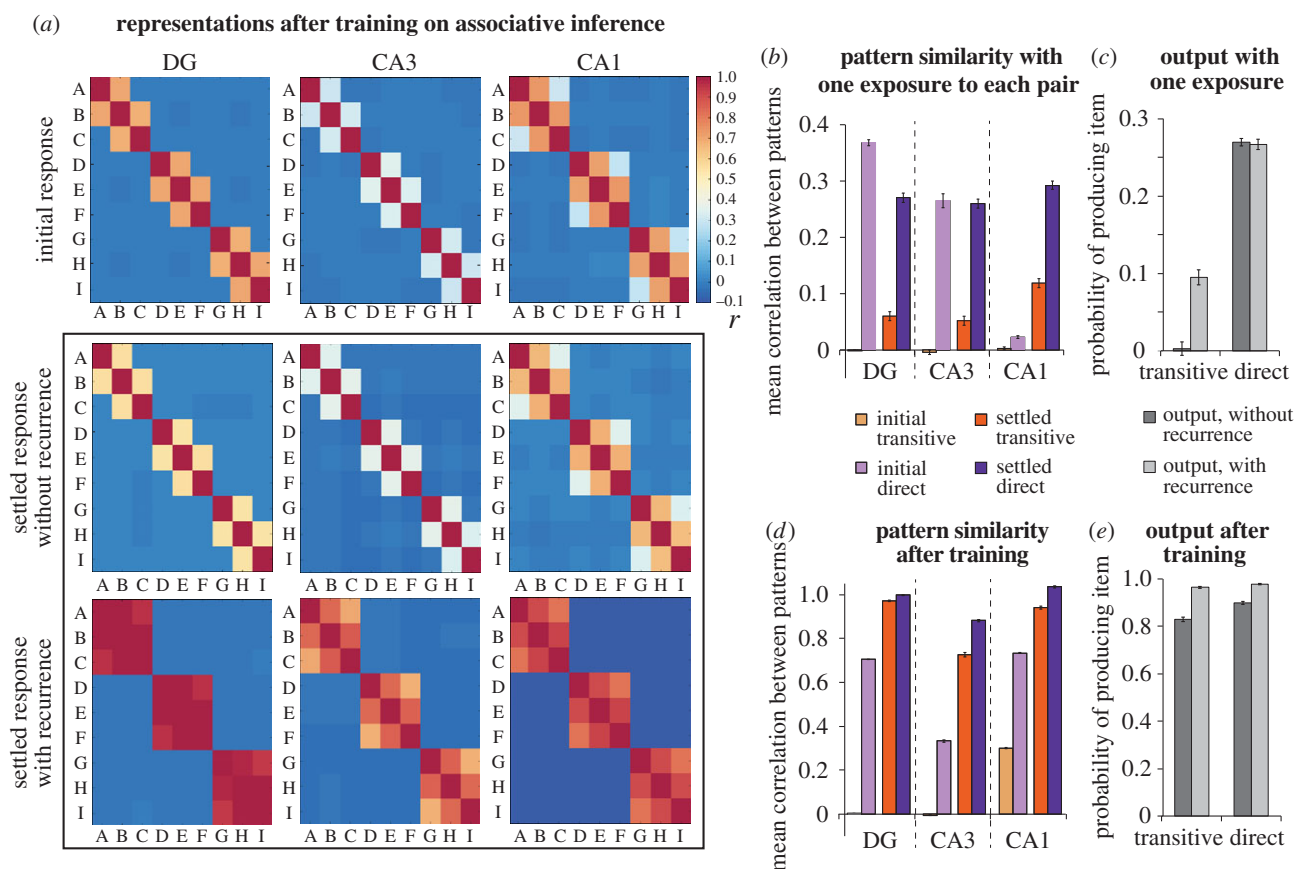 (a) representations after training on associative inference
DG CA3 CA1
initial response
A
B
C
D
E
F
G
H
I
A B C D E F G H I
A
B
C
D
E
F
G
H
I
A B C D E F G H I
A
B
C
D
E
F
G
H
I
A B C D E F G H I
1.0
0.9
0.8
0.7
0.6
0.5
0.4
0.3
0.2
0.1
0
–0.1
r
settled response
without recurrence
A
B
C
D
E
F
G
H
I
A B C D E F G H I
A
B
C
D
E
F
G
H
I
A B C D E F G H I
A
B
C
D
E
F
G
H
I
A B C D E F G H I
settled response
with recurrence
A
B
C
D
E
F
G
H
I
A B C D E F G H I
A
B
C
D
E
F
G
H
I
A B C D E F G H I
A
B
C
D
E
F
G
H
I
A B C D E F G H I
(b) pattern similarity with
one exposure to each pair
mean correlation between patterns
0.4
0.3
0.2
0.1
0
DG CA3 CA1
initial
transitive
settled
transitive
initial
direct
settled
direct
(c) output with
one exposure
probability of producing item
0.3
0.2
0.1
0
transitive direct
output, without
recurrence
output, with
recurrence
(d) pattern similarity
after training
mean correlation between patterns
1.0
0.8
0.6
0.4
0.2
0
DG CA3 CA1
(e) output after
training
probability of producing item
1.0
0.8
0.6
0.4
0.2
0
transitive direct